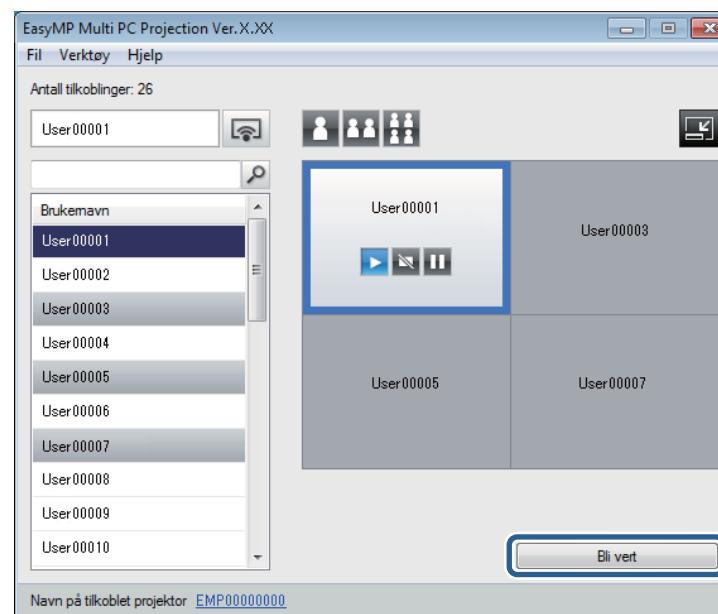 EasyMP Multi PC Projection Ver.X.XX
Fil Verktøy Hjelp
Antall tilkoblinger: 26
User00001
Brukernavn
User00001
User00002
User00003
User00004
User00005
User00006
User00007
User00008
User00009
User00010
User00001
User00003
User00005
User00007
Bli vert
Navn på tilkoblet projektor EMP00000000